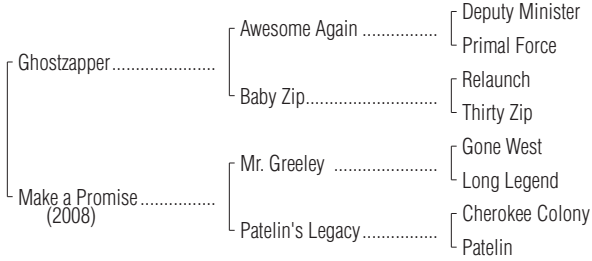 Deputy Minister
Awesome Again ................
Primal Force
Ghostzapper......................
Relaunch
Baby Zip............................
Thirty Zip
Gone West
Mr. Greeley ......................
Long Legend
Make a Promise ................
(2008)
Cherokee Colony
Patelin's Legacy................
Patelin